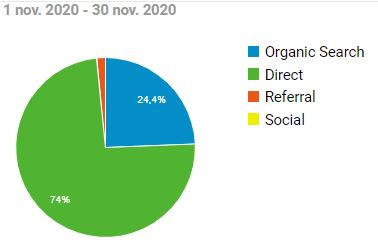 1 nov. 2020 - 30 nov. 2020
Organic Search
Direct
Referral
Social
24,4%
74%